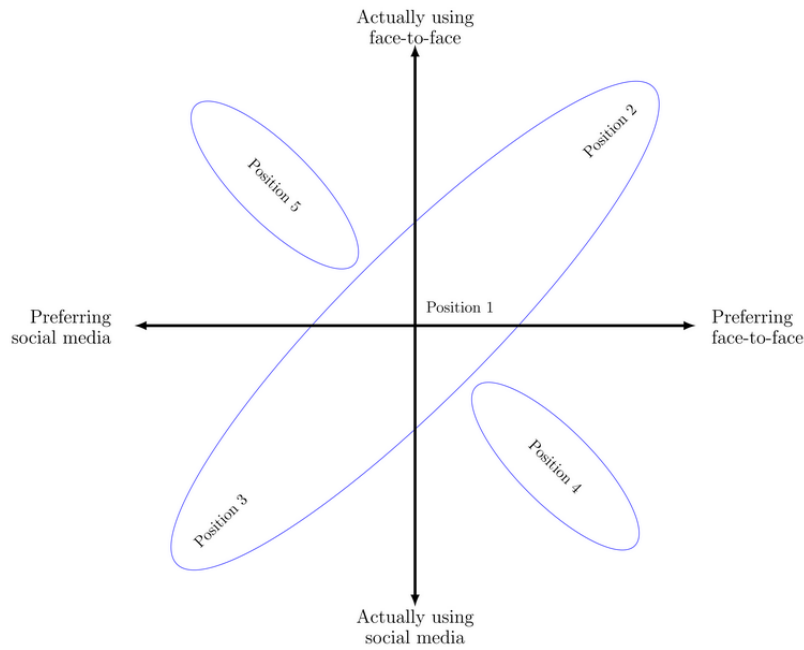 Actually using
face-to-face
Position 2
Position 5
Position 1
Preferring
social media
Preferring
face-to-face
Position 4
Position 3
Actually using
social media